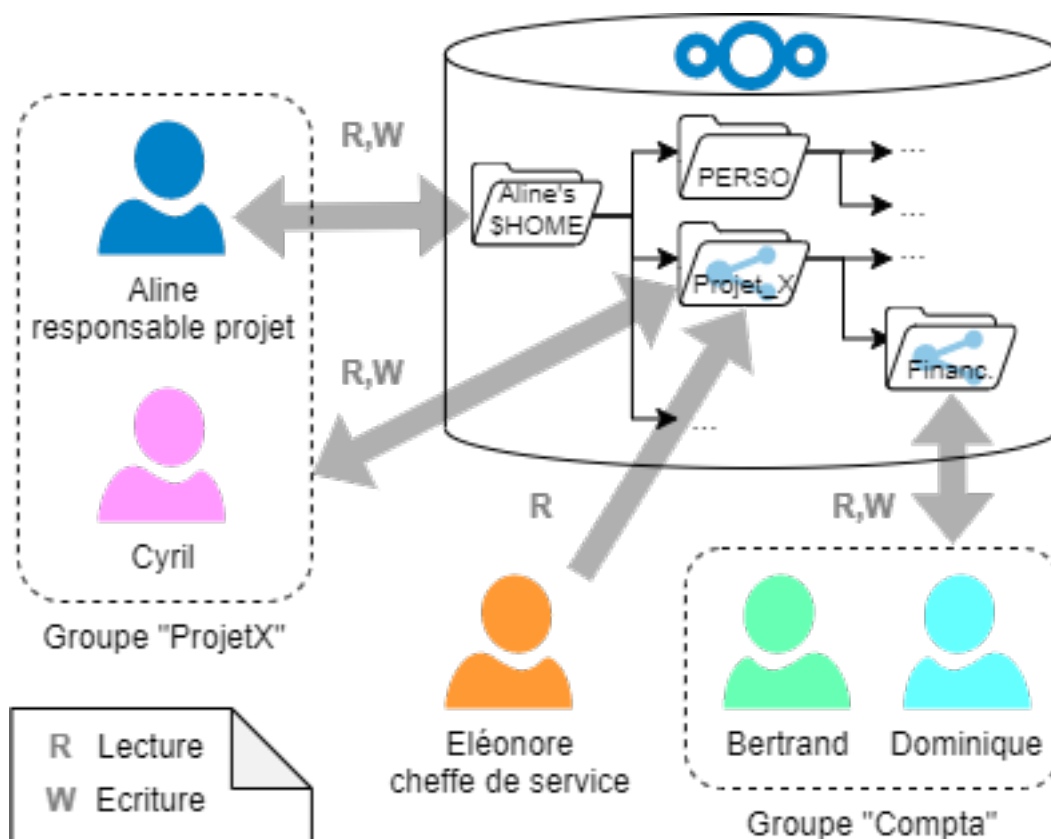 R,W
Aline's
$HOME
PERSO
...
...
Projet_X
...
Financ.
...
Aline
responsable projet
R,W
Cyril
Groupe "ProjetX"
R
R,W
Eléonore
cheffe de service
Bertrand
Dominique
Groupe "Compta"
R Lecture
W Ecriture